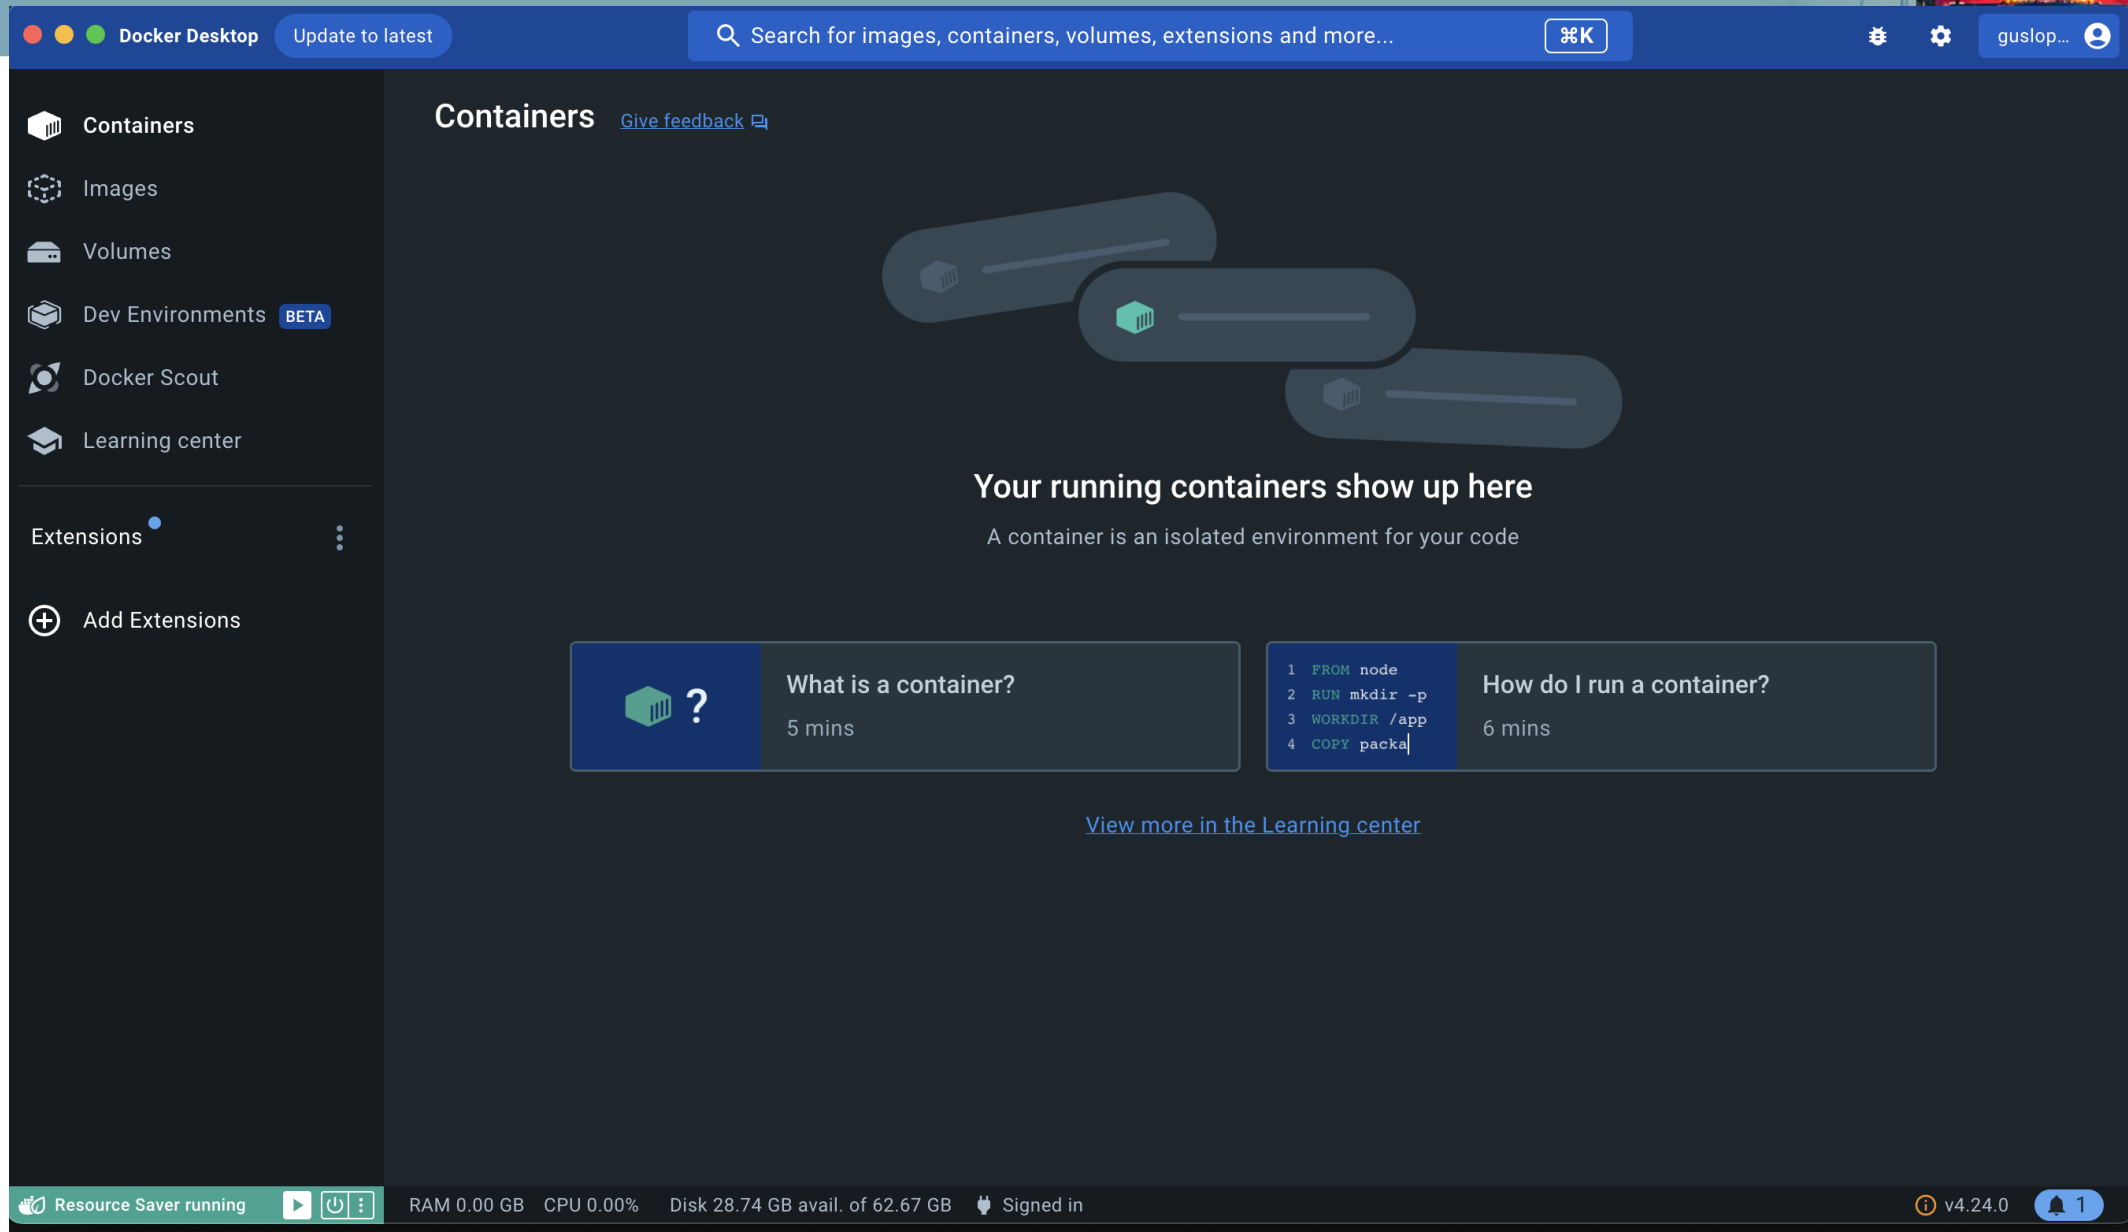 Docker Desktop
Update to latest
Search for images, containers, volumes, extensions and more...
⌘K
guslop...
Containers
Images
Volumes
Dev Environments BETA
Docker Scout
Learning center
Extensions
Add Extensions
Containers
Give feedback
Your running containers show up here
A container is an isolated environment for your code
?
What is a container?
5 mins
1 FROM node
2 RUN mkdir -p
3 WORKDIR /app
4 COPY packa
How do I run a container?
6 mins
View more in the Learning center
Resource Saver running
RAM 0.00 GB CPU 0.00% Disk 28.74 GB avail. of 62.67 GB Signed in
v4.24.0
1